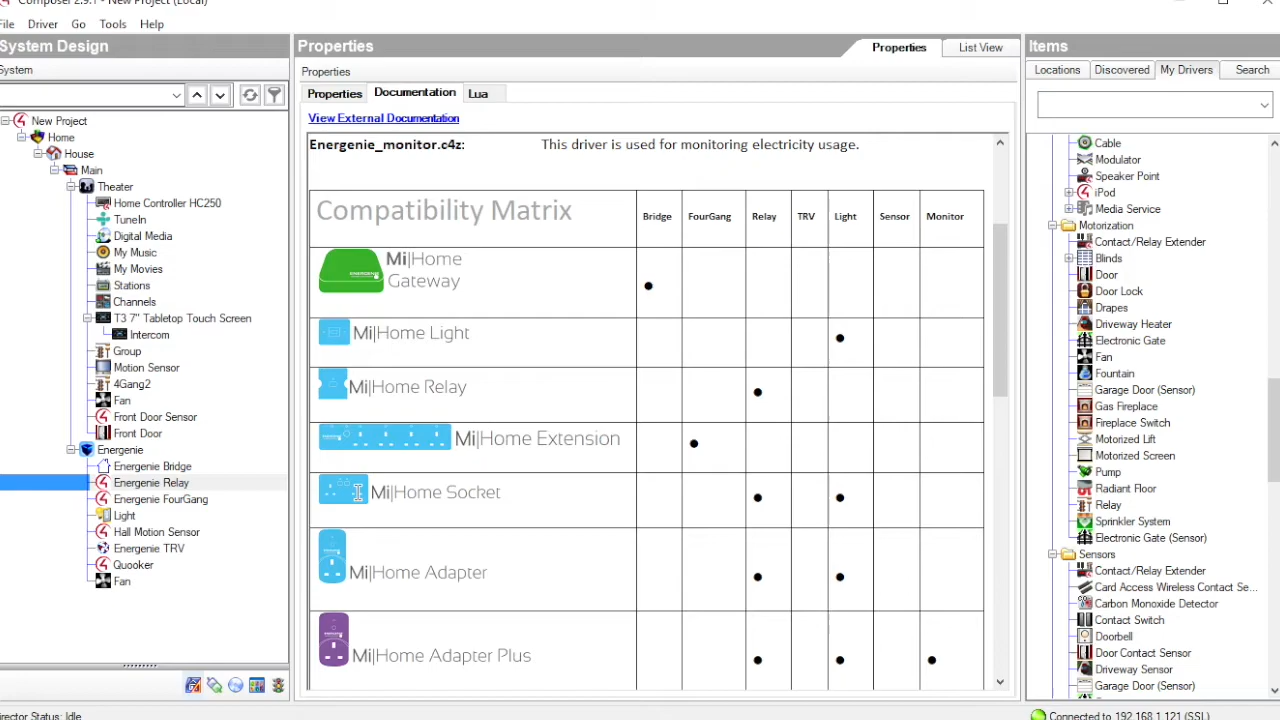 Composer 2.9.1 - New Project (Local)
File Driver Go Tools Help
System Design
System
New Project
Home
House
Main
Theater
Home Controller HC250
TuneIn
Digital Media
My Music
My Movies
Stations
Channels
T3 7" Tabletop Touch Screen
Intercom
Group
Motion Sensor
4Gang2
Fan
Front Door Sensor
Front Door
Energenie
Energenie Bridge
Energenie Relay
Energenie FourGang
Light
Hall Motion Sensor
Energenie TRV
Quooker
Fan
Properties
Properties List View
Properties
Properties Documentation Lua
View External Documentation
Energenie_monitor.c4z: This driver is used for monitoring electricity usage.
Compatibility Matrix Bridge FourGang Relay TRV Light Sensor Monitor
Mi|Home
Gateway
Mi|Home Light
Mi|Home Relay
Mi|Home Extension
Mi|Home Socket
Mi|Home Adapter
Mi|Home Adapter Plus
Items
Locations Discovered My Drivers Search
Cable
Modulator
Speaker Point
iPod
Media Service
Motorization
Contact/Relay Extender
Blinds
Door
Door Lock
Drapes
Driveway Heater
Electronic Gate
Fan
Fountain
Garage Door (Sensor)
Gas Fireplace
Fireplace Switch
Motorized Lift
Motorized Screen
Pump
Radiant Floor
Relay
Sprinkler System
Electronic Gate (Sensor)
Sensors
Contact/Relay Extender
Card Access Wireless Contact Se...
Carbon Monoxide Detector
Contact Switch
Doorbell
Door Contact Sensor
Driveway Sensor
Garage Door (Sensor)
irector Status: Idle
Connected to 192.168.1.121 (SSL)